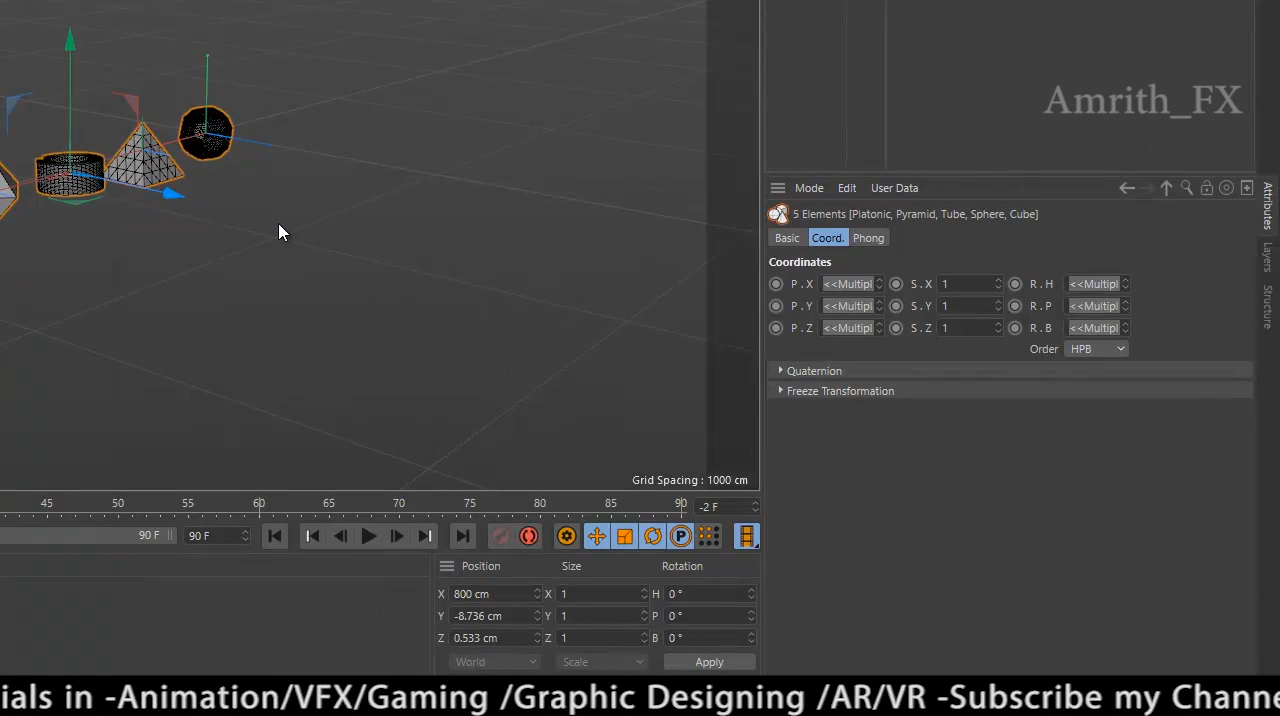 Amrith_FX
Mode Edit User Data
5 Elements [Platonic, Pyramid, Tube, Sphere, Cube]
Basic Coord. Phong
Coordinates
P . X <<Multipl S . X 1 R . H <<Multipl
P . Y <<Multipl S . Y 1 R . P <<Multipl
P . Z <<Multipl S . Z 1 R . B <<Multipl
Order HPB
Quaternion
Freeze Transformation
Attributes
Layers
Structure
Grid Spacing : 1000 cm
45 50 55 60 65 70 75 80 85 90 -2 F
90 F 90 F
P
Position Size Rotation
X 800 cm X 1 H 0 °
Y -8.736 cm Y 1 P 0 °
Z 0.533 cm Z 1 B 0 °
World Scale Apply
ials in -Animation/VFX/Gaming /Graphic Designing /AR/VR -Subscribe my Channe